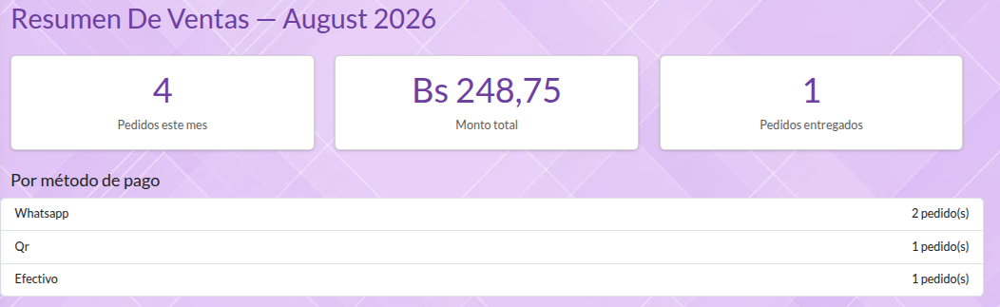 Resumen De Ventas — August 2026
4
Pedidos este mes
Bs 248,75
Monto total
1
Pedidos entregados
Por método de pago
Whatsapp 2 pedido(s)
Qr 1 pedido(s)
Efectivo 1 pedido(s)